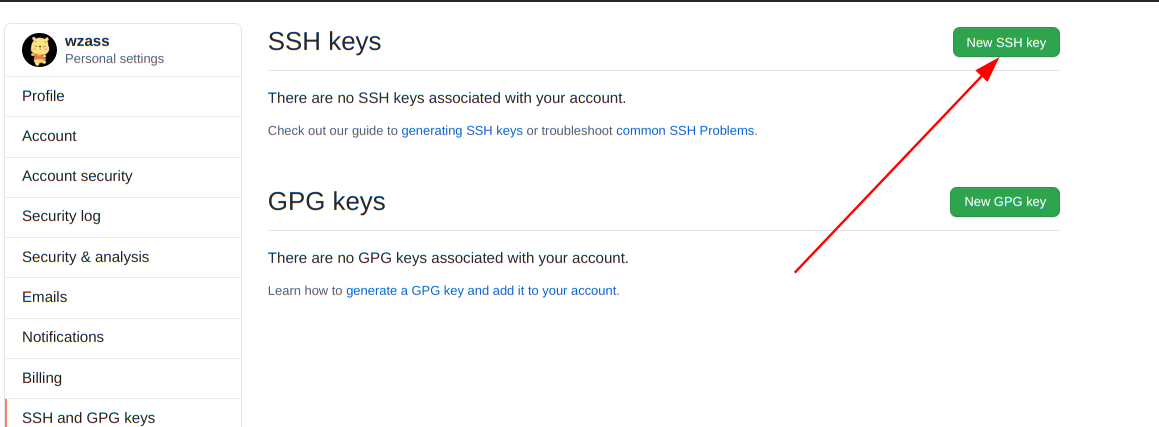 wzass
Personal settings
Profile
Account
Account security
Security log
Security & analysis
Emails
Notifications
Billing
SSH and GPG keys
SSH keys
New SSH key
There are no SSH keys associated with your account.
Check out our guide to generating SSH keys or troubleshoot common SSH Problems.
GPG keys
New GPG key
There are no GPG keys associated with your account.
Learn how to generate a GPG key and add it to your account.